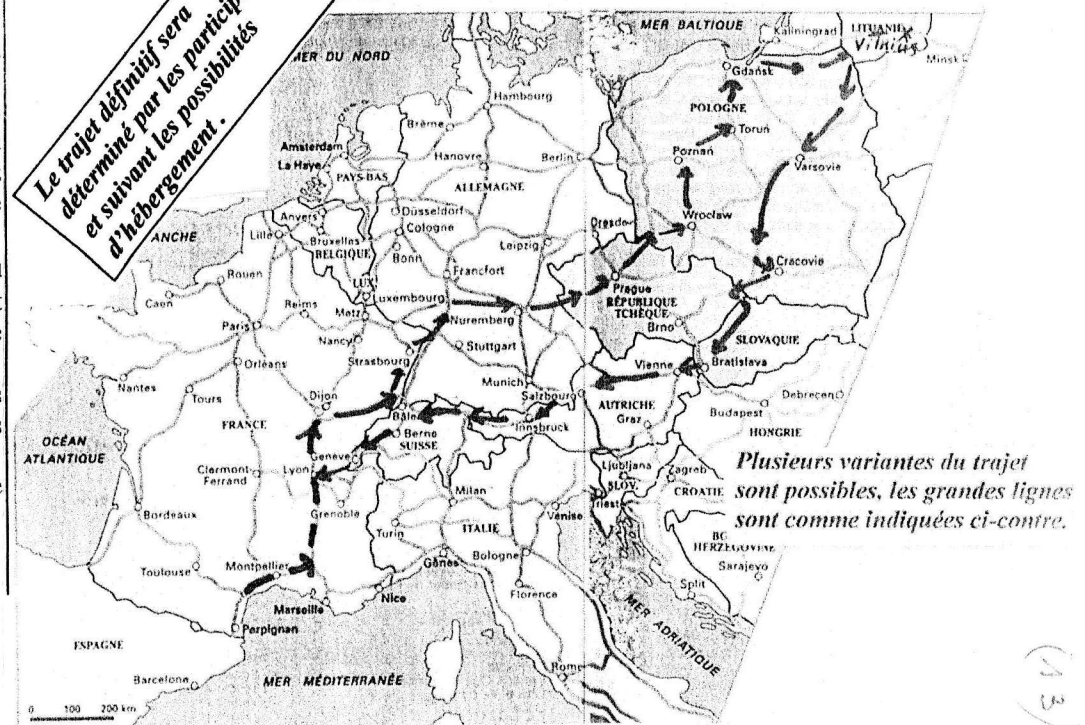 Le trajet définitif sera
déterminé par les
et suivant les possibilités
d'hébergement.
MER DU NORD
MER BALTIQUE
Kaliningrad
LITUANIE
Vilnius
Minsk
Gdańsk
Hambourg
POLOGNE
Brême
Toruń
Amsterdam
Hanovre
Berlin
Poznań
Varsovie
La Haye
PAYS-BAS
ALLEMAGNE
Anvers
Düsseldorf
Wrocław
Lille
Cologne
Dresde
ANCHE
Bruxelles
BELGIQUE
Bonn
Leipzig
Rouen
Francfort
Cracovie
LUX
Prague
Caen
Reims
Luxembourg
RÉPUBLIQUE
TCHÈQUE
Metz
Nuremberg
Paris
Brno
Nancy
Stuttgart
SLOVAQUIE
Strasbourg
Orléans
Vienne
Bratislava
Nantes
Munich
Tours
Salzbourg
Debrecen
Dijon
AUTRICHE
Budapest
Bâle
Graz
FRANCE
Innsbruck
Berne
SUISSE
HONGRIE
OCÉAN
ATLANTIQUE
Genève
Clermont-
Ferrand
Lyon
Ljubljana
Zagreb
SLOV.
Plusieurs variantes du trajet
sont possibles, les grandes lignes
sont comme indiquées ci-contre.
Milan
CROATIE
Trieste
Bordeaux
Grenoble
Venise
ITALIE
Turin
HERZÉGOVINE
Bologne
Gênes
Sarajevo
Toulouse
Montpellier
Split
Nice
Florence
Marseille
MER ADRIATIQUE
Perpignan
ESPAGNE
Rome
Barcelone
MER MÉDITERRANÉE
0 100 200 km